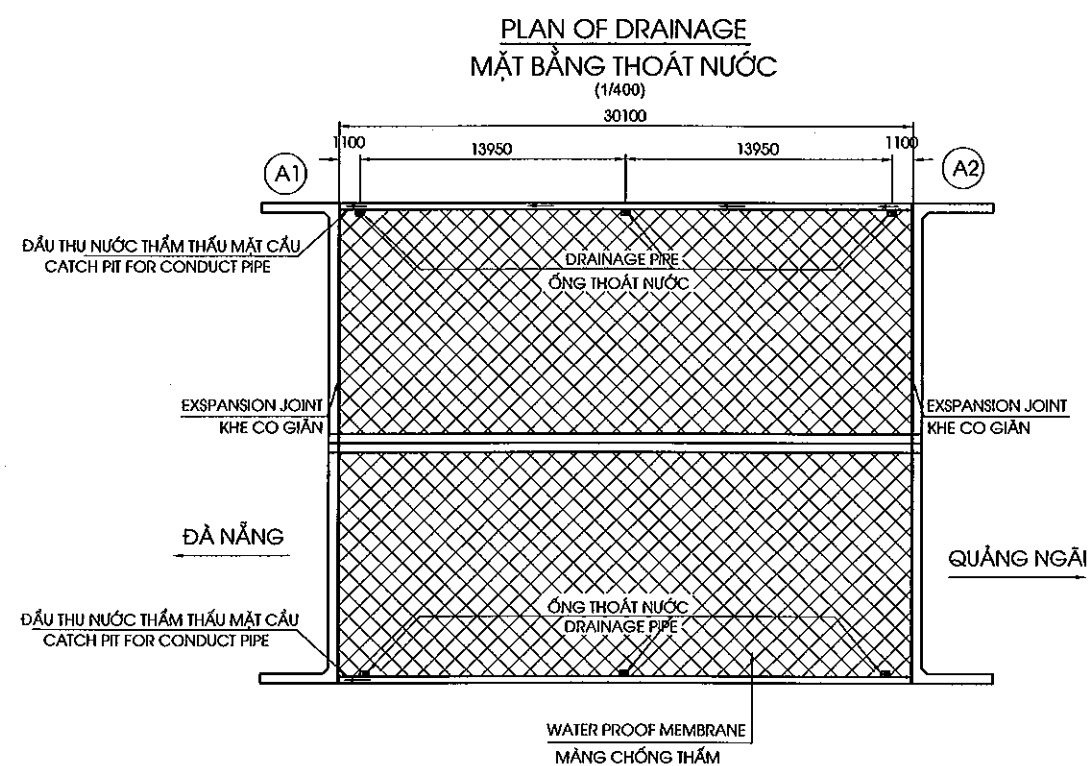 PLAN OF DRAINAGE
MẶT BẰNG THOÁT NƯỚC
(1/400)
30100
1100
13950
13950
1100
A1
A2
ĐẦU THU NƯỚC THẨM THẤU MẶT CẦU
CATCH PIT FOR CONDUCT PIPE
DRAINAGE PIPE
ỐNG THOÁT NƯỚC
EXSPANSION JOINT
KHE CO GIÃN
EXSPANSION JOINT
KHE CO GIÃN
ĐÀ NẴNG
QUẢNG NGÃI
ĐẦU THU NƯỚC THẨM THẤU MẶT CẦU
CATCH PIT FOR CONDUCT PIPE
ỐNG THOÁT NƯỚC
DRAINAGE PIPE
WATER PROOF MEMBRANE
MÀNG CHỐNG THẤM